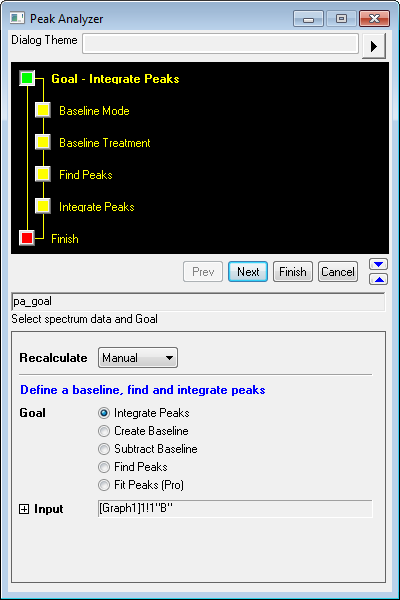 Peak Analyzer
Dialog Theme
Goal - Integrate Peaks
Baseline Mode
Baseline Treatment
Find Peaks
Integrate Peaks
Finish
Prev Next Finish Cancel
pa_goal
Select spectrum data and Goal
Recalculate Manual
Define a baseline, find and integrate peaks
Goal Integrate Peaks
Create Baseline
Subtract Baseline
Find Peaks
Fit Peaks (Pro)
Input [Graph1]1!1"B"